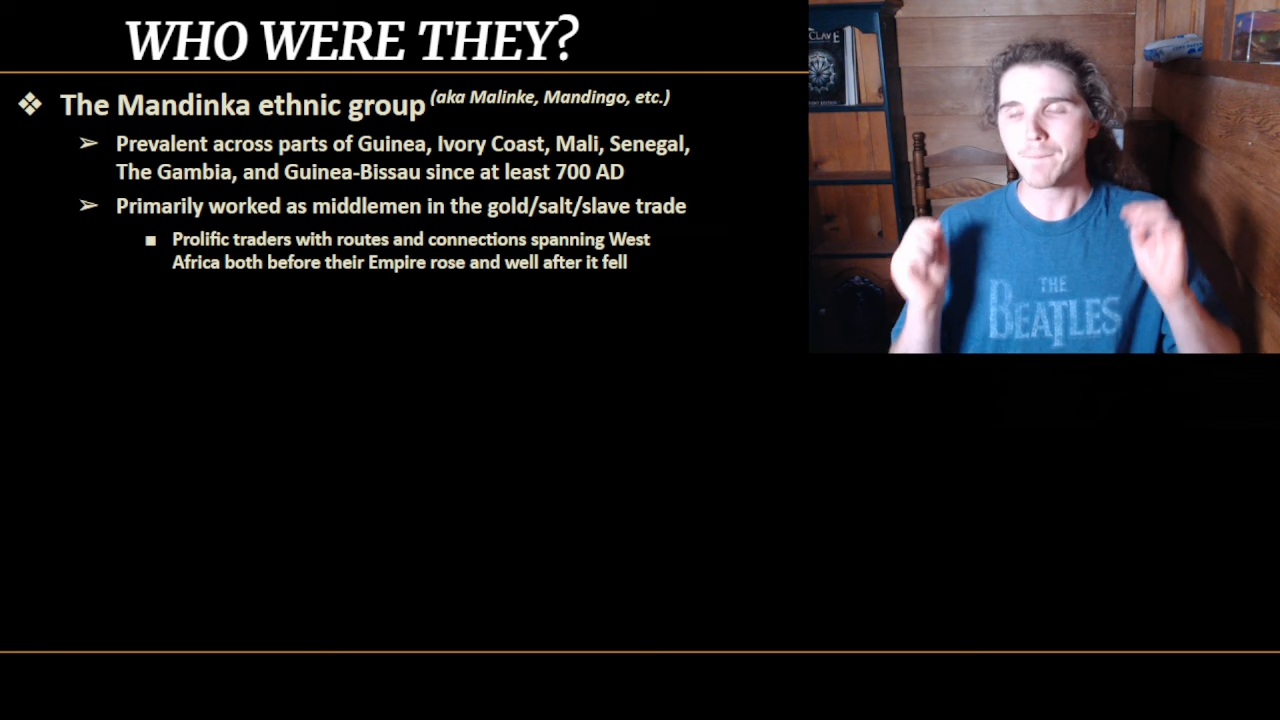 WHO WERE THEY?
❖ The Mandinka ethnic group (aka Malinke, Mandingo, etc.)
➢ Prevalent across parts of Guinea, Ivory Coast, Mali, Senegal,
The Gambia, and Guinea-Bissau since at least 700 AD
➢ Primarily worked as middlemen in the gold/salt/slave trade
▪ Prolific traders with routes and connections spanning West
Africa both before their Empire rose and well after it fell
THE
BEATLES